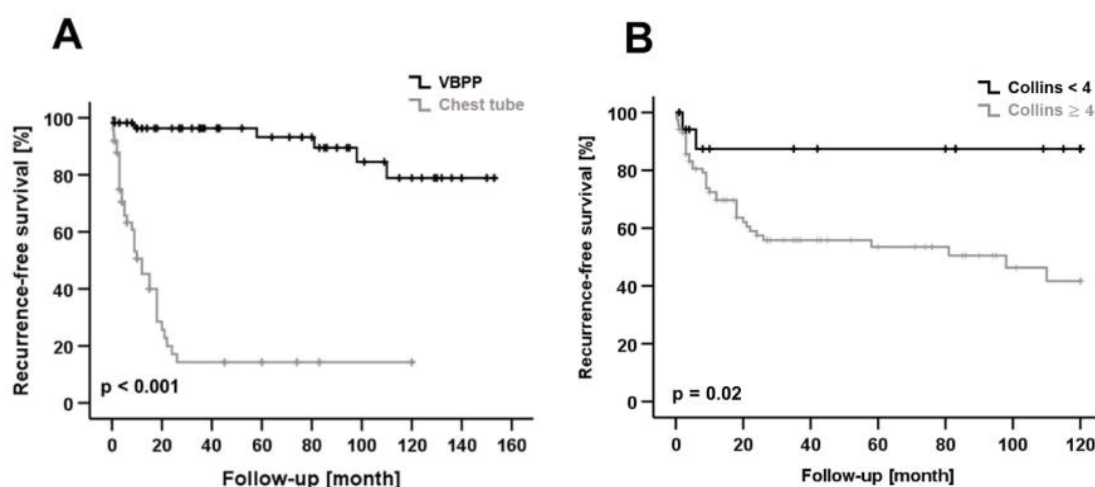 A
VBPP
Chest tube
Recurrence-free survival [%]
100
80
60
40
20
0
p < 0.001
0 20 40 60 80 100 120 140 160
Follow-up [month]
B
Collins < 4
Collins ≥ 4
Recurrence-free survival [%]
100
80
60
40
20
0
p = 0.02
0 20 40 60 80 100 120
Follow-up [month]